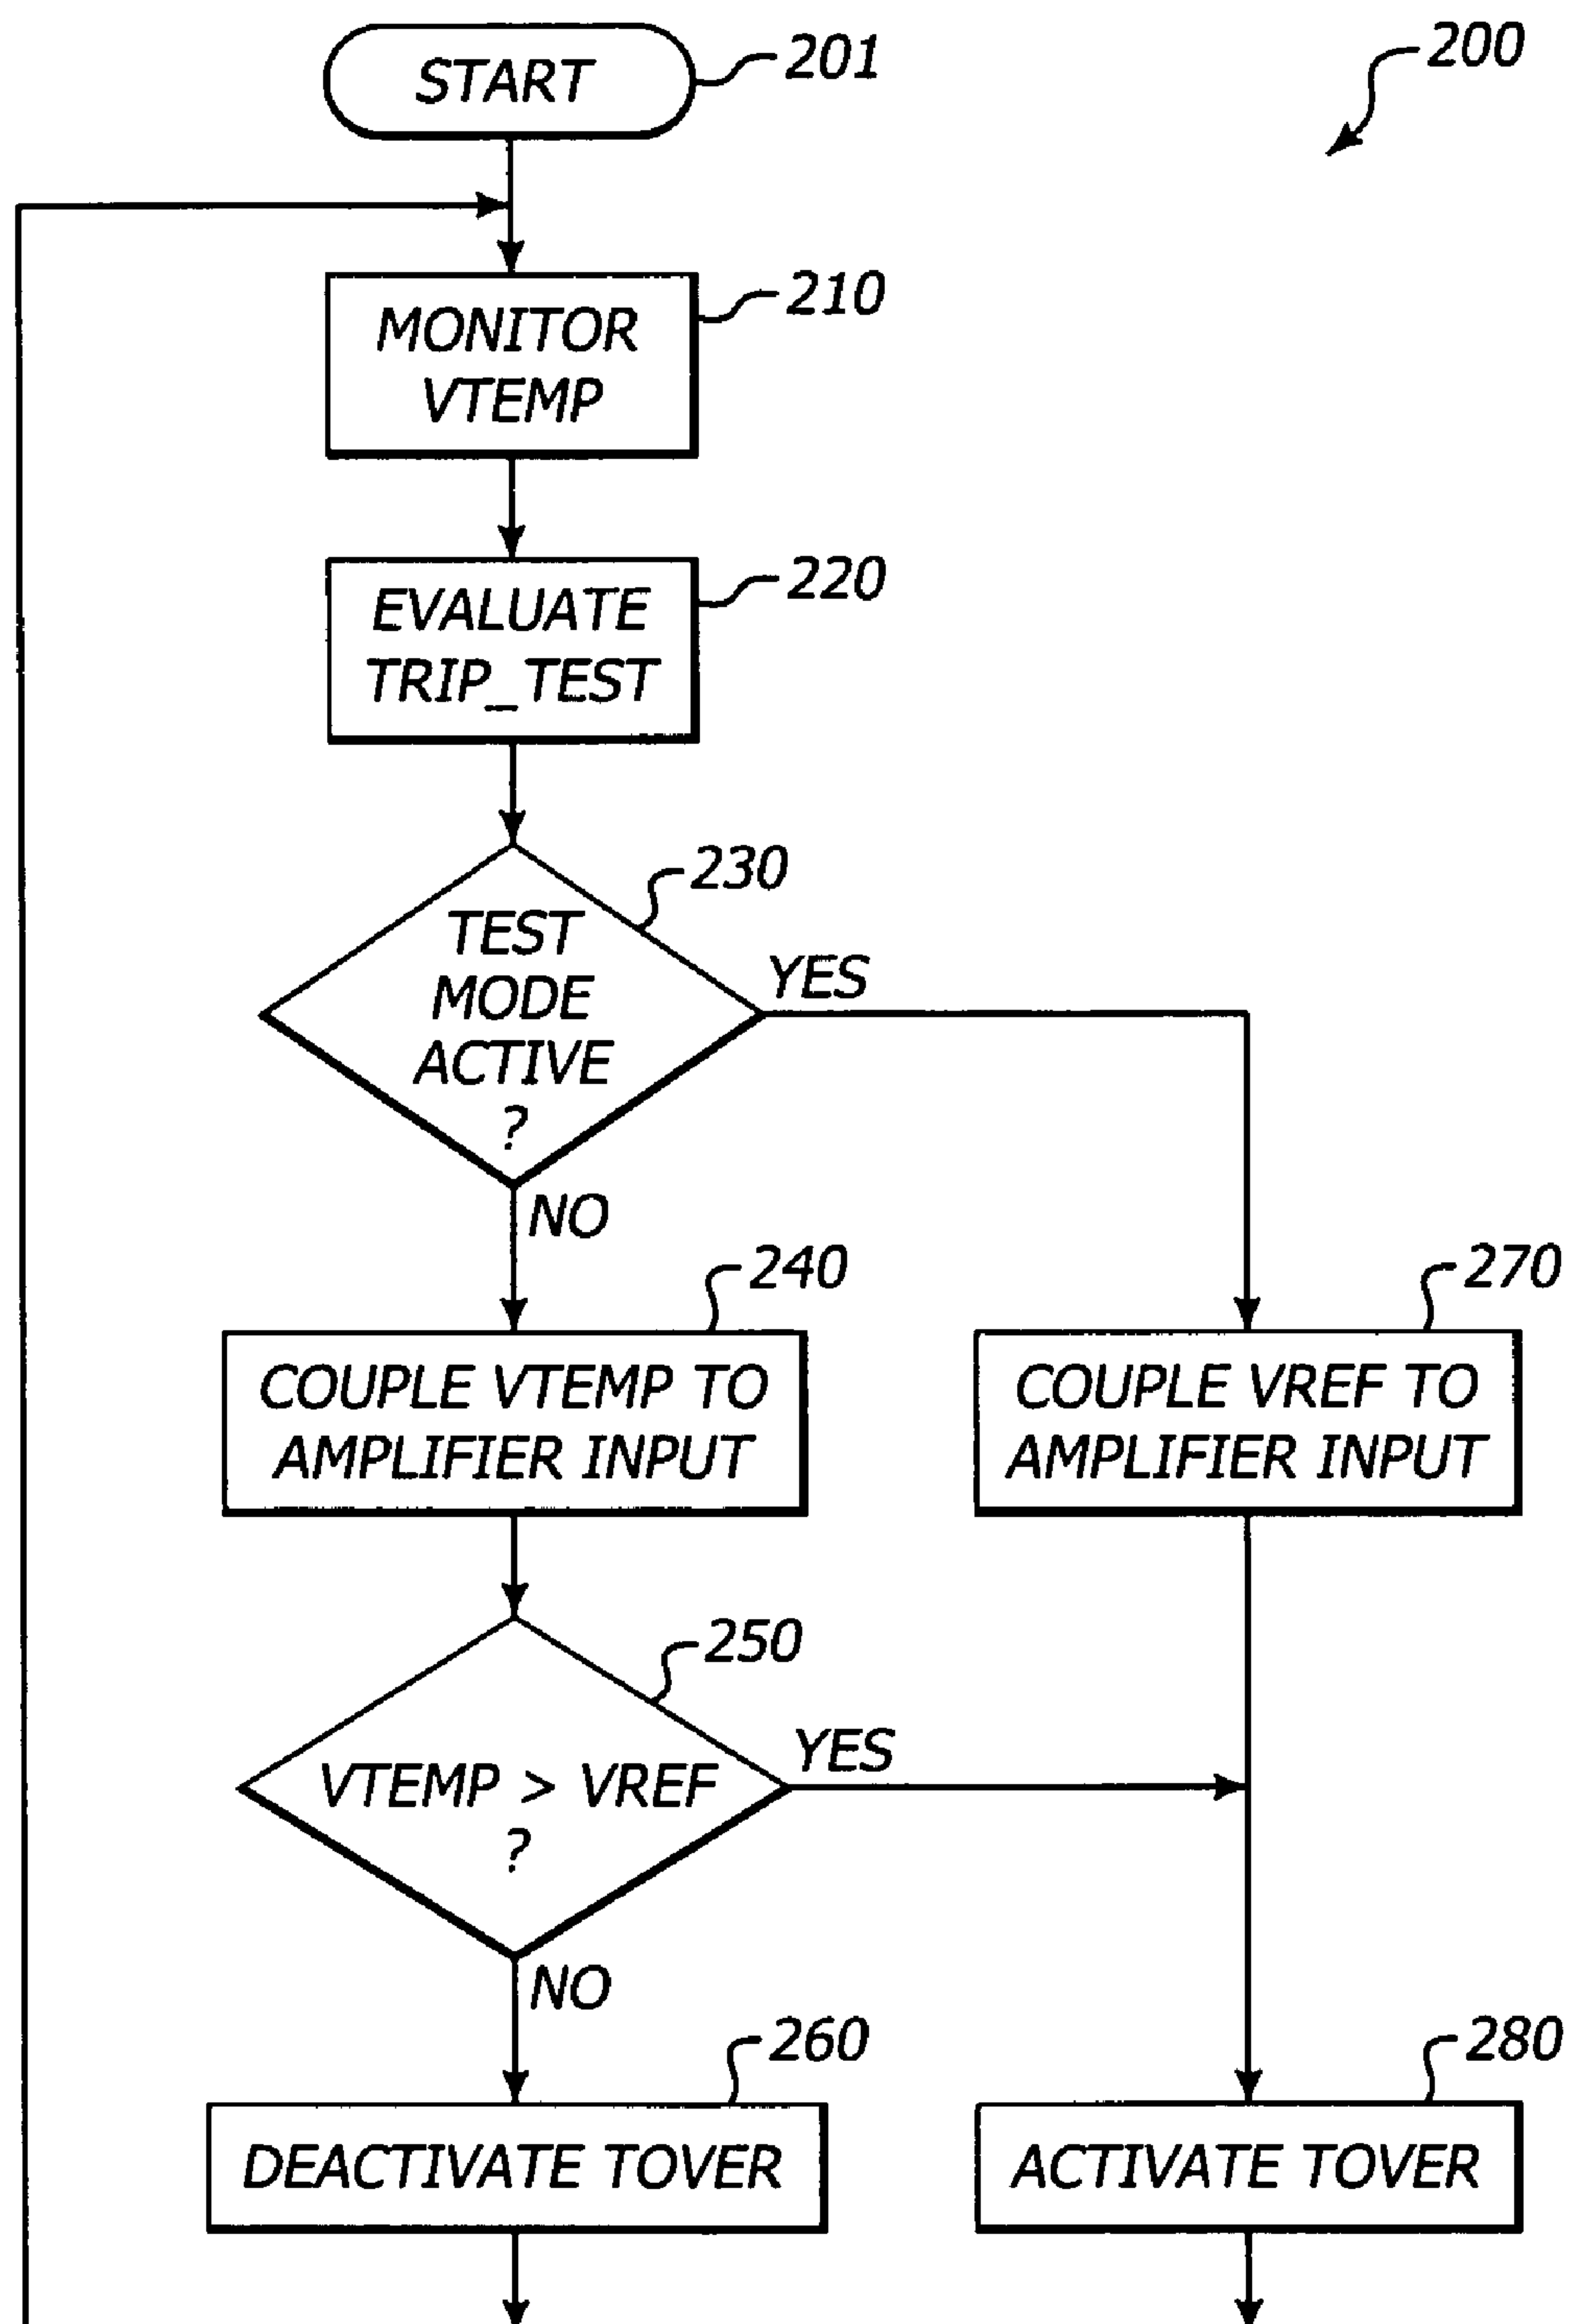 START
201
200
MONITOR
VTEMP
210
EVALUATE
TRIP_TEST
220
TEST
MODE
ACTIVE
?
230
YES
NO
COUPLE VTEMP TO
AMPLIFIER INPUT
240
COUPLE VREF TO
AMPLIFIER INPUT
270
VTEMP > VREF
?
250
YES
NO
DEACTIVATE TOVER
260
ACTIVATE TOVER
280